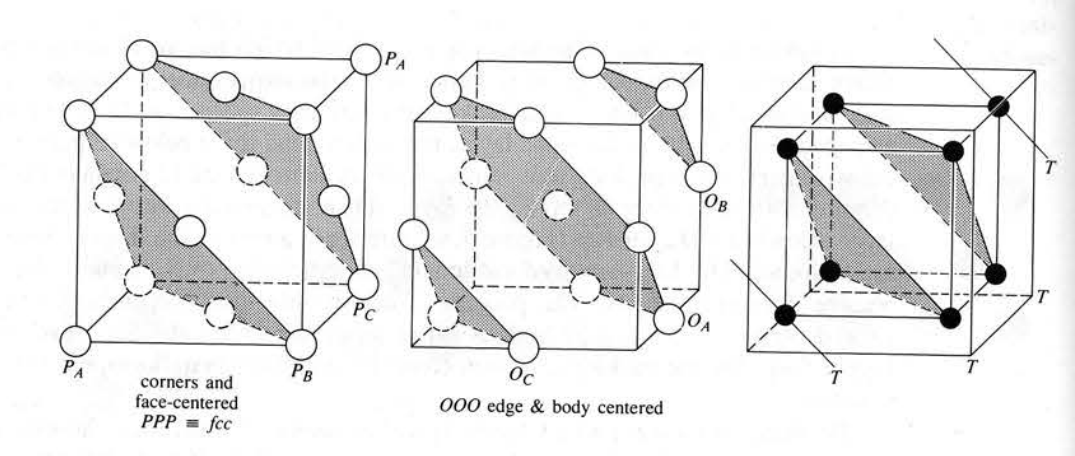 P_A
P_A
P_B
P_C
corners and
face-centered
PPP ≡ fcc
O_A
O_B
O_C
OOO edge & body centered
T
T
T
T